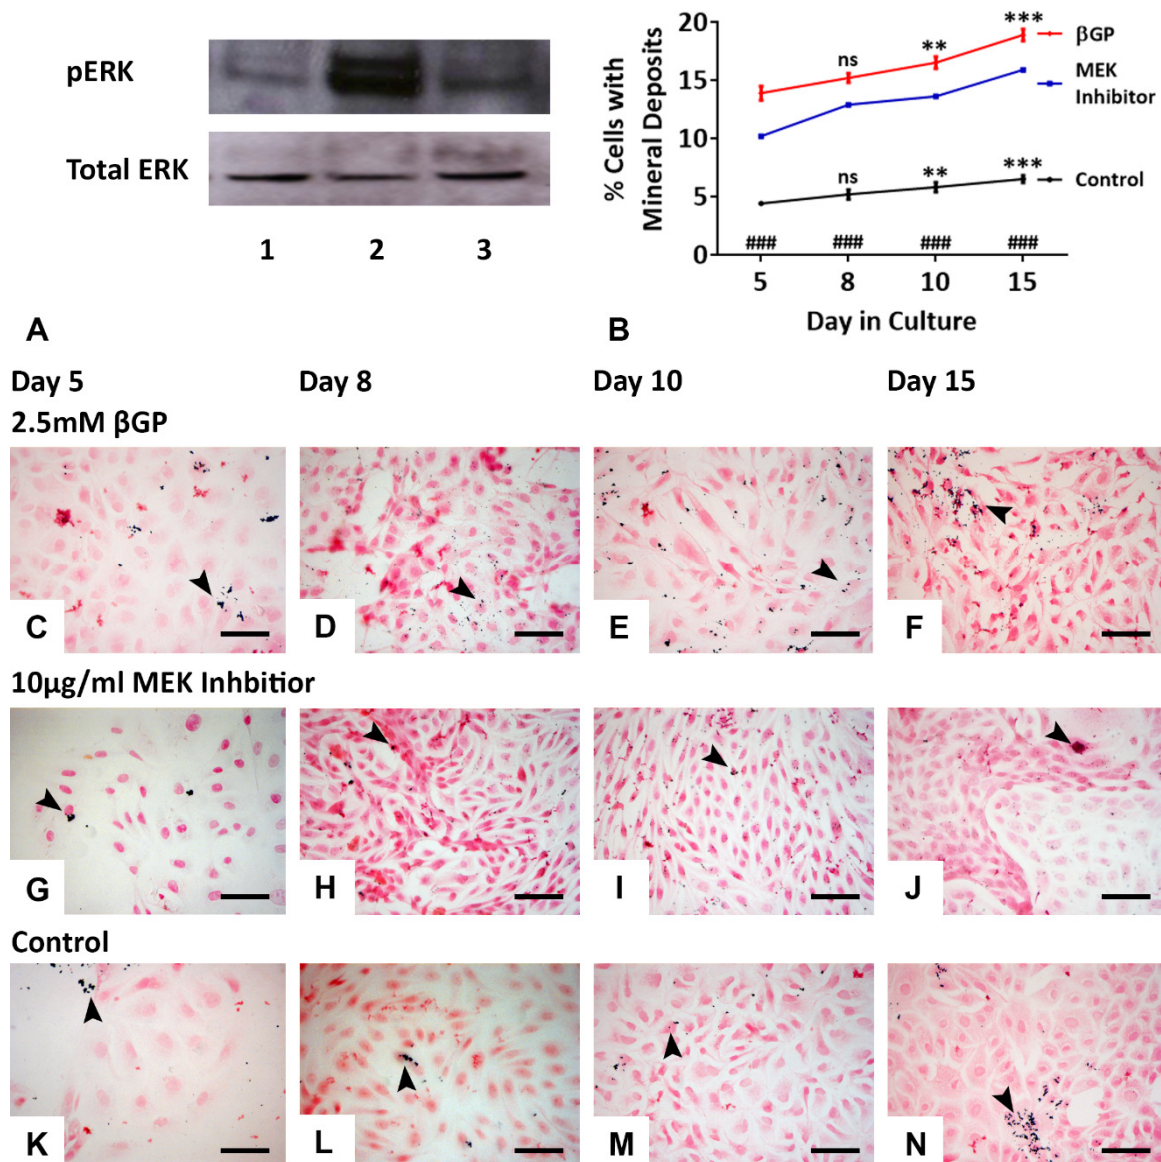 pERK
Total ERK
1 2 3
A
20
15
10
5
0
% Cells with
Mineral Deposits
ns ** ***
βGP
MEK
Inhibitor
ns ** ***
Control
### ### ### ###
5 8 10 15
Day in Culture
B
Day 5 Day 8 Day 10 Day 15
2.5mM βGP
C D E F
10µg/ml MEK Inhbitior
G H I J
Control
K L M N